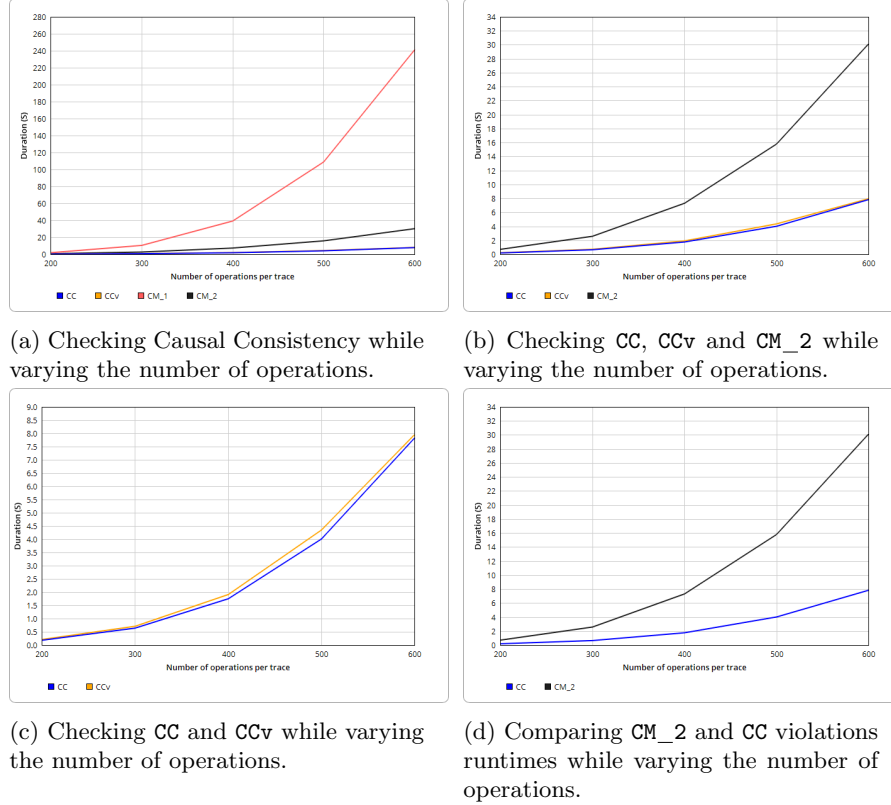 280
260
240
220
200
180
160
140
120
100
80
60
40
20
0
Duration (S)
200 300 400 500 600
Number of operations per trace
CC CCv CM_1 CM_2
(a) Checking Causal Consistency while
varying the number of operations.
34
32
30
28
26
24
22
20
18
16
14
12
10
8
6
4
2
0
Duration (S)
200 300 400 500 600
Number of operations per trace
CC CCv CM_2
(b) Checking CC, CCv and CM_2 while
varying the number of operations.
9.0
8.5
8.0
7.5
7.0
6.5
6.0
5.5
5.0
4.5
4.0
3.5
3.0
2.5
2.0
1.5
1.0
0.5
0.0
Duration (S)
200 300 400 500 600
Number of operations per trace
CC CCv
(c) Checking CC and CCv while varying
the number of operations.
34
32
30
28
26
24
22
20
18
16
14
12
10
8
6
4
2
0
Duration (S)
200 300 400 500 600
Number of operations per trace
CC CM_2
(d) Comparing CM_2 and CC violations
runtimes while varying the number of
operations.